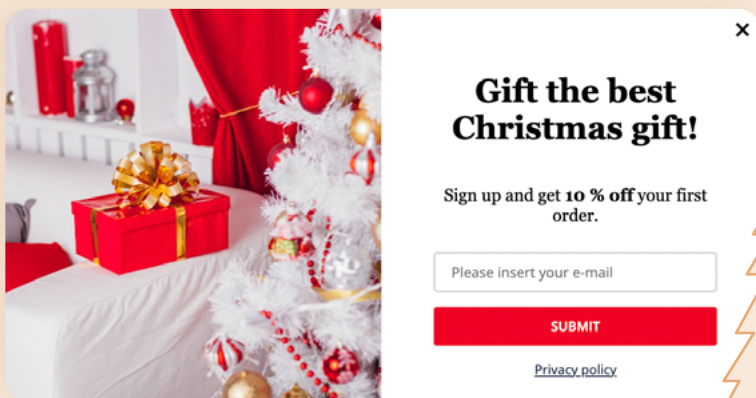 Gift the best
Christmas gift!
Sign up and get 10 % off your first
order.
Please insert your e-mail
SUBMIT
Privacy policy